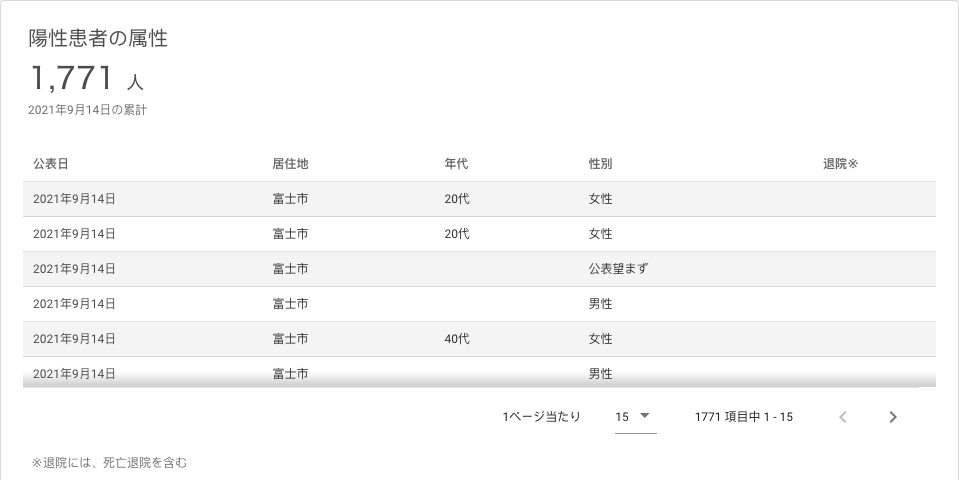 陽性患者の属性
1,771 人
2021年9月14日の累計
公表日 居住地 年代 性別 退院※
2021年9月14日 富士市 20代 女性
2021年9月14日 富士市 20代 女性
2021年9月14日 富士市 公表望まず
2021年9月14日 富士市 男性
2021年9月14日 富士市 40代 女性
2021年9月14日 富士市 男性
1ページ当たり 15 1771 項目中 1 - 15
※退院には、死亡退院を含む